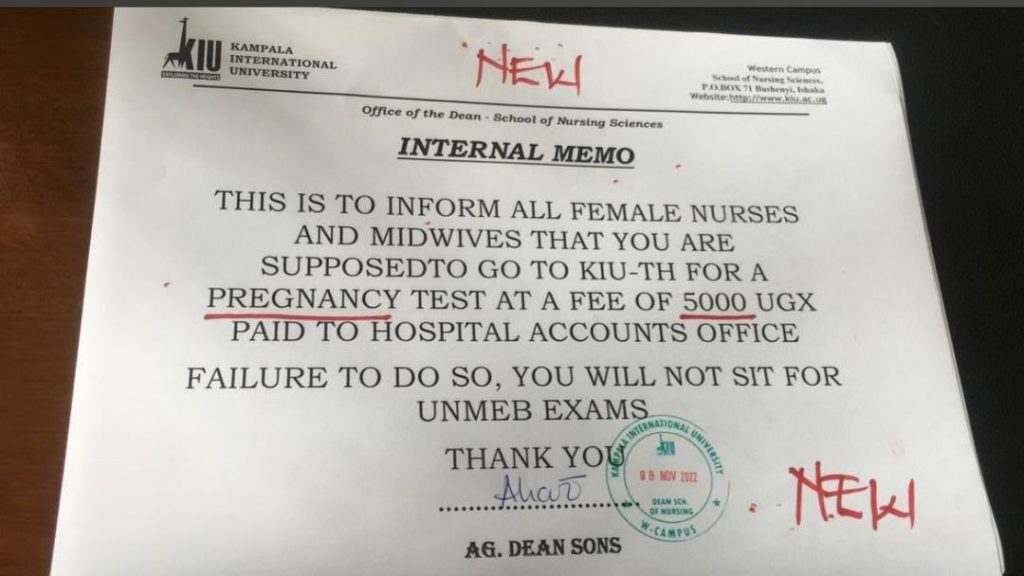 KIU
KAMPALA
INTERNATIONAL
UNIVERSITY
EXPLORING THE HEIGHTS
NEW
Western Campus
School of Nursing Sciences,
P.O.BOX 71 Bushenyi, Ishaka
Website:http://www.kiu.ac.ug
Office of the Dean - School of Nursing Sciences
INTERNAL MEMO
THIS IS TO INFORM ALL FEMALE NURSES
AND MIDWIVES THAT YOU ARE
SUPPOSEDTO GO TO KIU-TH FOR A
PREGNANCY TEST AT A FEE OF 5000 UGX
PAID TO HOSPITAL ACCOUNTS OFFICE
FAILURE TO DO SO, YOU WILL NOT SIT FOR
UNMEB EXAMS
THANK YOU
KAMPALA INTERNATIONAL UNIVERSITY
KIU
NOV 2022
DEAN SCH.
OF NURSING
W-CAMPUS
NEW
AG. DEAN SONS